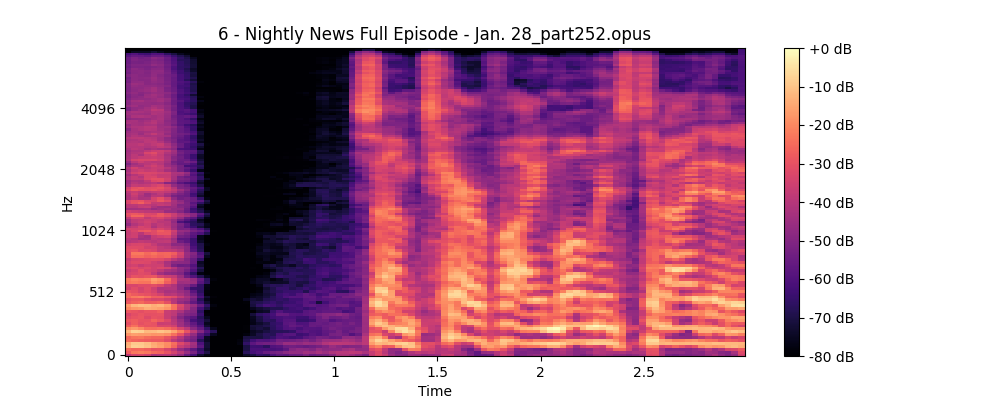 6 - Nightly News Full Episode - Jan. 28_part252.opus
Hz
4096
2048
1024
512
0
0
0.5
1
1.5
2
2.5
Time
+0 dB
-10 dB
-20 dB
-30 dB
-40 dB
-50 dB
-60 dB
-70 dB
-80 dB